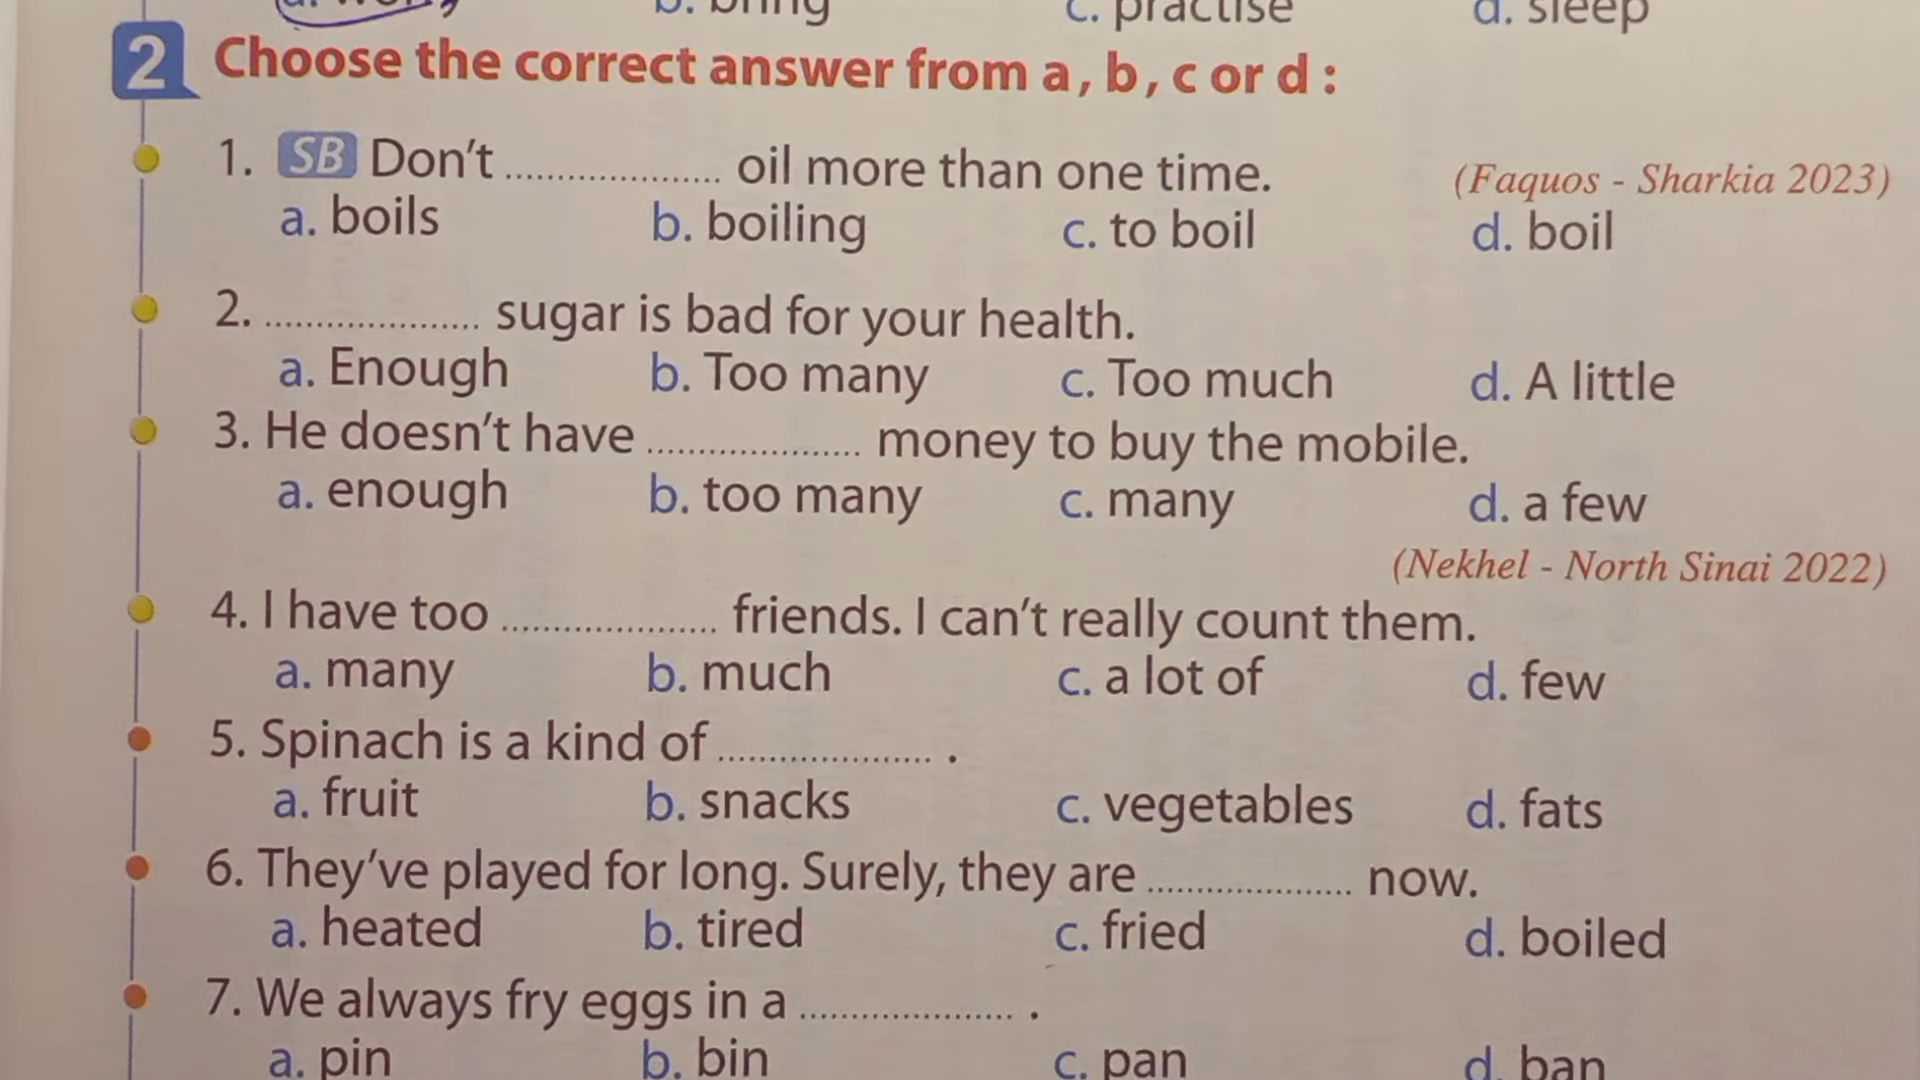 b. bring c. practise d. sleep
2 Choose the correct answer from a, b, c or d :
1. SB Don't .................... oil more than one time. (Faquos - Sharkia 2023)
a. boils b. boiling c. to boil d. boil
2. .................... sugar is bad for your health.
a. Enough b. Too many c. Too much d. A little
3. He doesn't have .................... money to buy the mobile.
a. enough b. too many c. many d. a few
(Nekhel - North Sinai 2022)
4. I have too .................... friends. I can't really count them.
a. many b. much c. a lot of d. few
5. Spinach is a kind of .................... .
a. fruit b. snacks c. vegetables d. fats
6. They've played for long. Surely, they are .................... now.
a. heated b. tired c. fried d. boiled
7. We always fry eggs in a .................... .
a. pin b. bin c. pan d. ban